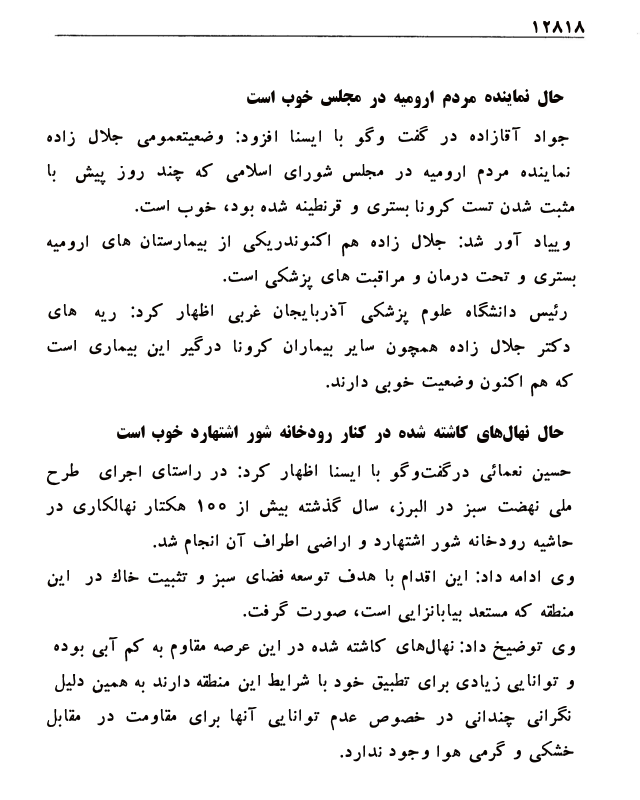 ۱۲۸۱۸
حال نماینده مردم ارومیه در مجلس خوب است
جواد آقازاده در گفت وگو با ایسنا افزود: وضعیتعمومی جلال زاده
نماینده مردم ارومیه در مجلس شورای اسلامی که چند روز پیش با
مثبت شدن تست کرونا بستری و قرنطینه شده بود، خوب است.
وییاد آور شد: جلال زاده هم اکنوندریکی از بیمارستان های ارومیه
بستری و تحت درمان و مراقبت های پزشکی است.
رئیس دانشگاه علوم پزشکی آذربایجان غربی اظهار کرد: ریه های
دکتر جلال زاده همچون سایر بیماران کرونا درگیر این بیماری است
که هم اکنون وضعیت خوبی دارند.
حال نهال‌های کاشته شده در کنار رودخانه شور اشتهارد خوب است
حسین نعمائی درگفت‌وگو با ایسنا اظهار کرد: در راستای اجرای طرح
ملی نهضت سبز در البرز، سال گذشته بیش از ۱۰۰ هکتار نهالکاری در
حاشیه رودخانه شور اشتهارد و اراضی اطراف آن انجام شد.
وی ادامه داد: این اقدام با هدف توسعه فضای سبز و تثبیت خاك در این
منطقه که مستعد بیابانزایی است، صورت گرفت.
وی توضیخ داد: نهال‌های کاشته شده در این عرصه مقاوم به کم آبی بوده
و توانایی زیادی برای تطبیق خود با شرایط این منطقه دارند به همین دلیل
نگرانی چندانی در خصوص عدم توانایی آنها برای مقاومت در مقابل
خشکی و گرمی هوا وجود ندارد.